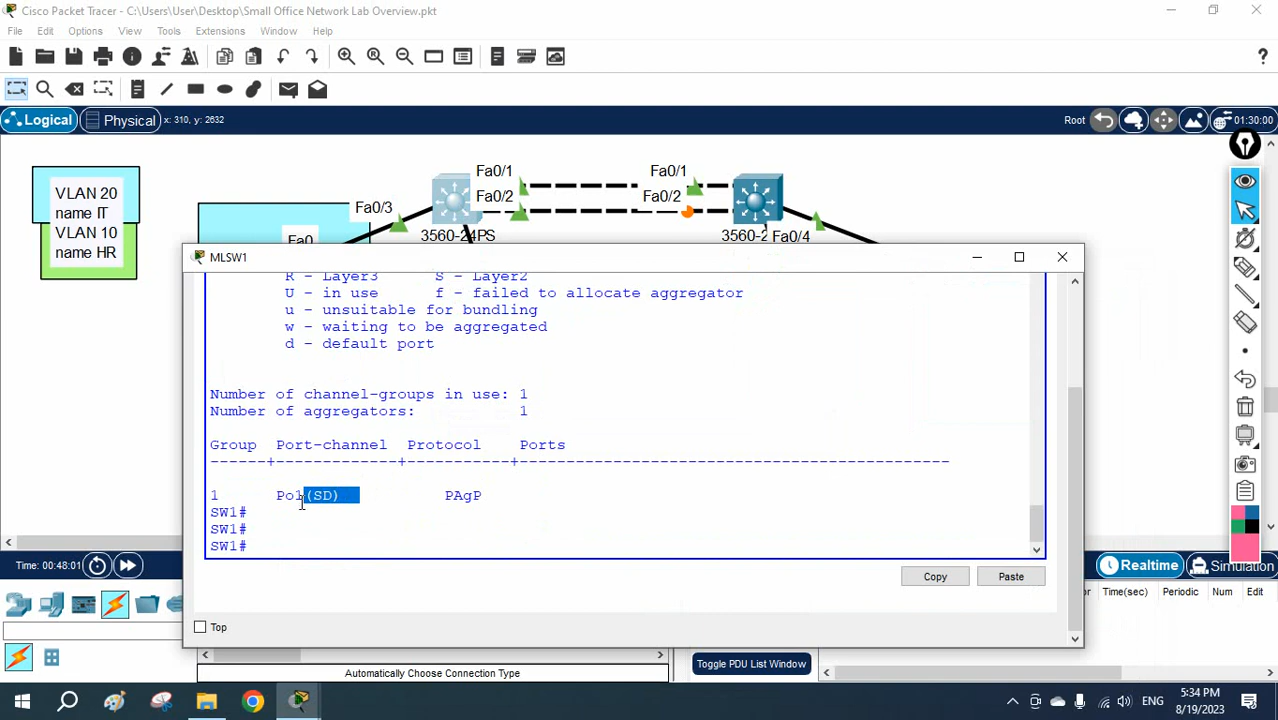 Cisco Packet Tracer - C:\Users\User\Desktop\Small Office Network Lab Overview.pkt
File Edit Options View Tools Extensions Window Help
Logical Physical x: 310, y: 2632 Root 01:30:00
VLAN 20
name IT
VLAN 10
name HR
Fa0/1 Fa0/1
Fa0/2 Fa0/2
Fa0/3
3560-24PS 3560-2 Fa0/4
Fa0
MLSW1
R - Layer3 S - Layer2
U - in use f - failed to allocate aggregator
u - unsuitable for bundling
w - waiting to be aggregated
d - default port
Number of channel-groups in use: 1
Number of aggregators: 1
Group Port-channel Protocol Ports
------+-------------+-----------+----------------------------------------------
1 Po1(SD) PAgP
SW1#
SW1#
SW1#
Copy Paste
Top
Time: 00:48:01 Realtime Simulation
Time(sec) Periodic Num Edit
Automatically Choose Connection Type
Toggle PDU List Window
ENG
5:34 PM
8/19/2023